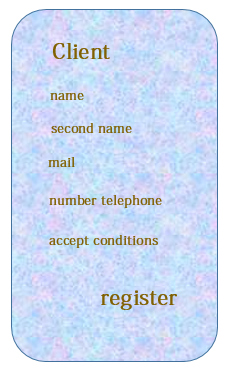 Client
name
second name
mail
number telephone
accept conditions
register